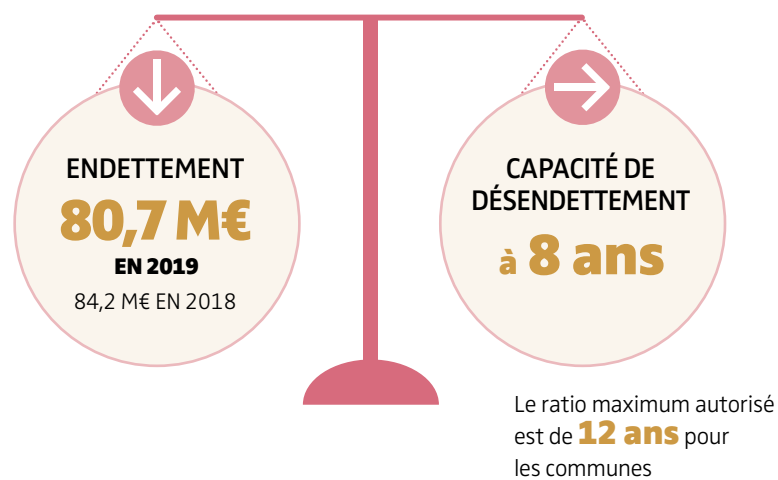 ENDETTEMENT
80,7 M€
EN 2019
84,2 M€ EN 2018
CAPACITÉ DE
DÉSENDETTEMENT
à 8 ans
Le ratio maximum autorisé
est de 12 ans pour
les communes